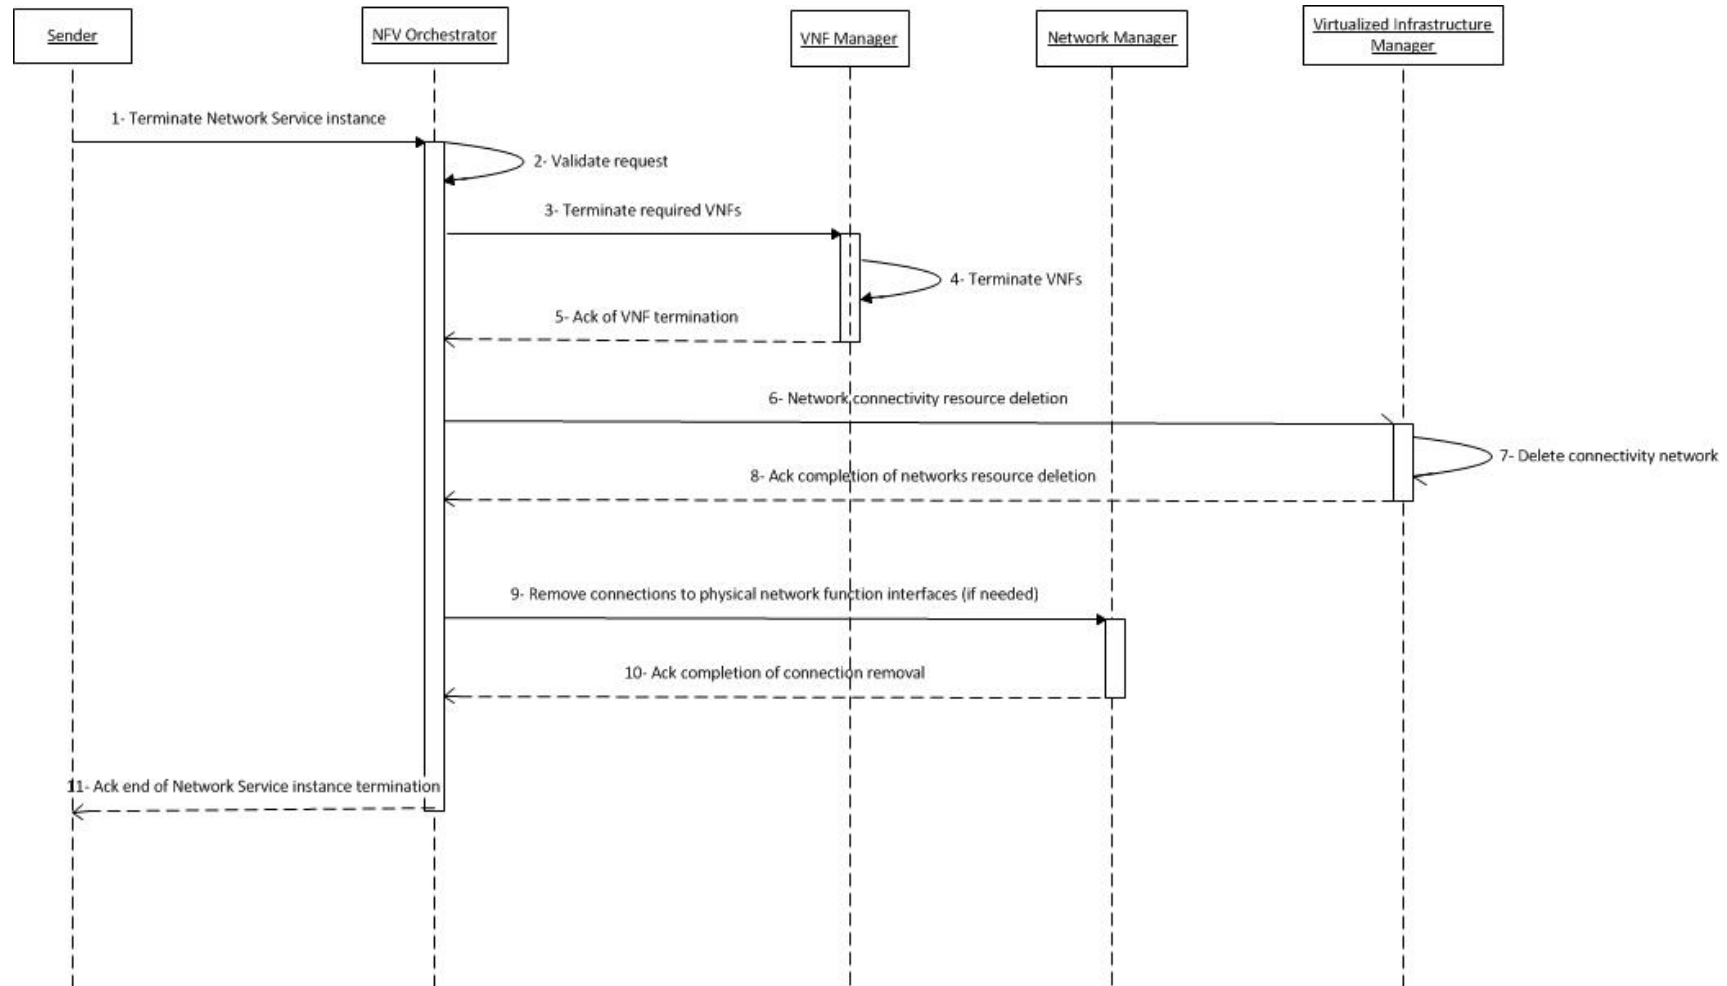 Sender
NFV Orchestrator
VNF Manager
Network Manager
Virtualized Infrastructure
Manager
1- Terminate Network Service instance
2- Validate request
3- Terminate required VNFs
4- Terminate VNFs
5- Ack of VNF termination
6- Network connectivity resource deletion
7- Delete connectivity network
8- Ack completion of networks resource deletion
9- Remove connections to physical network function interfaces (if needed)
10- Ack completion of connection removal
11- Ack end of Network Service instance termination